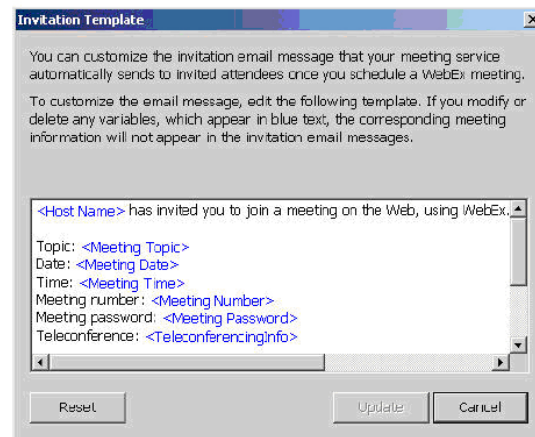 Invitation Template
You can customize the invitation email message that your meeting service
automatically sends to invited attendees once you schedule a WebEx meeting.
To customize the email message, edit the following template. If you modify or
delete any variables, which appear in blue text, the corresponding meeting
information will not appear in the invitation email messages.
<Host Name> has invited you to join a meeting on the Web, using WebEx.
Topic: <Meeting Topic>
Date: <Meeting Date>
Time: <Meeting Time>
Meeting number: <Meeting Number>
Meeting password: <Meeting Password>
Teleconference: <TeleconferencingInfo>
Reset Update Cancel